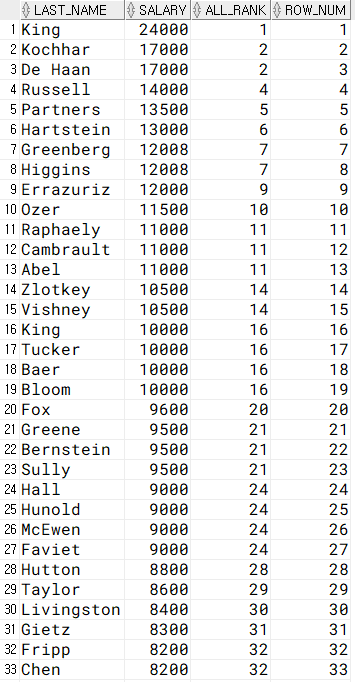 LAST_NAME SALARY ALL_RANK ROW_NUM
1 King 24000 1 1
2 Kochhar 17000 2 2
3 De Haan 17000 2 3
4 Russell 14000 4 4
5 Partners 13500 5 5
6 Hartstein 13000 6 6
7 Greenberg 12008 7 7
8 Higgins 12008 7 8
9 Errazuriz 12000 9 9
10 Ozer 11500 10 10
11 Raphaely 11000 11 11
12 Cambrault 11000 11 12
13 Abel 11000 11 13
14 Zlotkey 10500 14 14
15 Vishney 10500 14 15
16 King 10000 16 16
17 Tucker 10000 16 17
18 Baer 10000 16 18
19 Bloom 10000 16 19
20 Fox 9600 20 20
21 Greene 9500 21 21
22 Bernstein 9500 21 22
23 Sully 9500 21 23
24 Hall 9000 24 24
25 Hunold 9000 24 25
26 McEwen 9000 24 26
27 Faviet 9000 24 27
28 Hutton 8800 28 28
29 Taylor 8600 29 29
30 Livingston 8400 30 30
31 Gietz 8300 31 31
32 Fripp 8200 32 32
33 Chen 8200 32 33